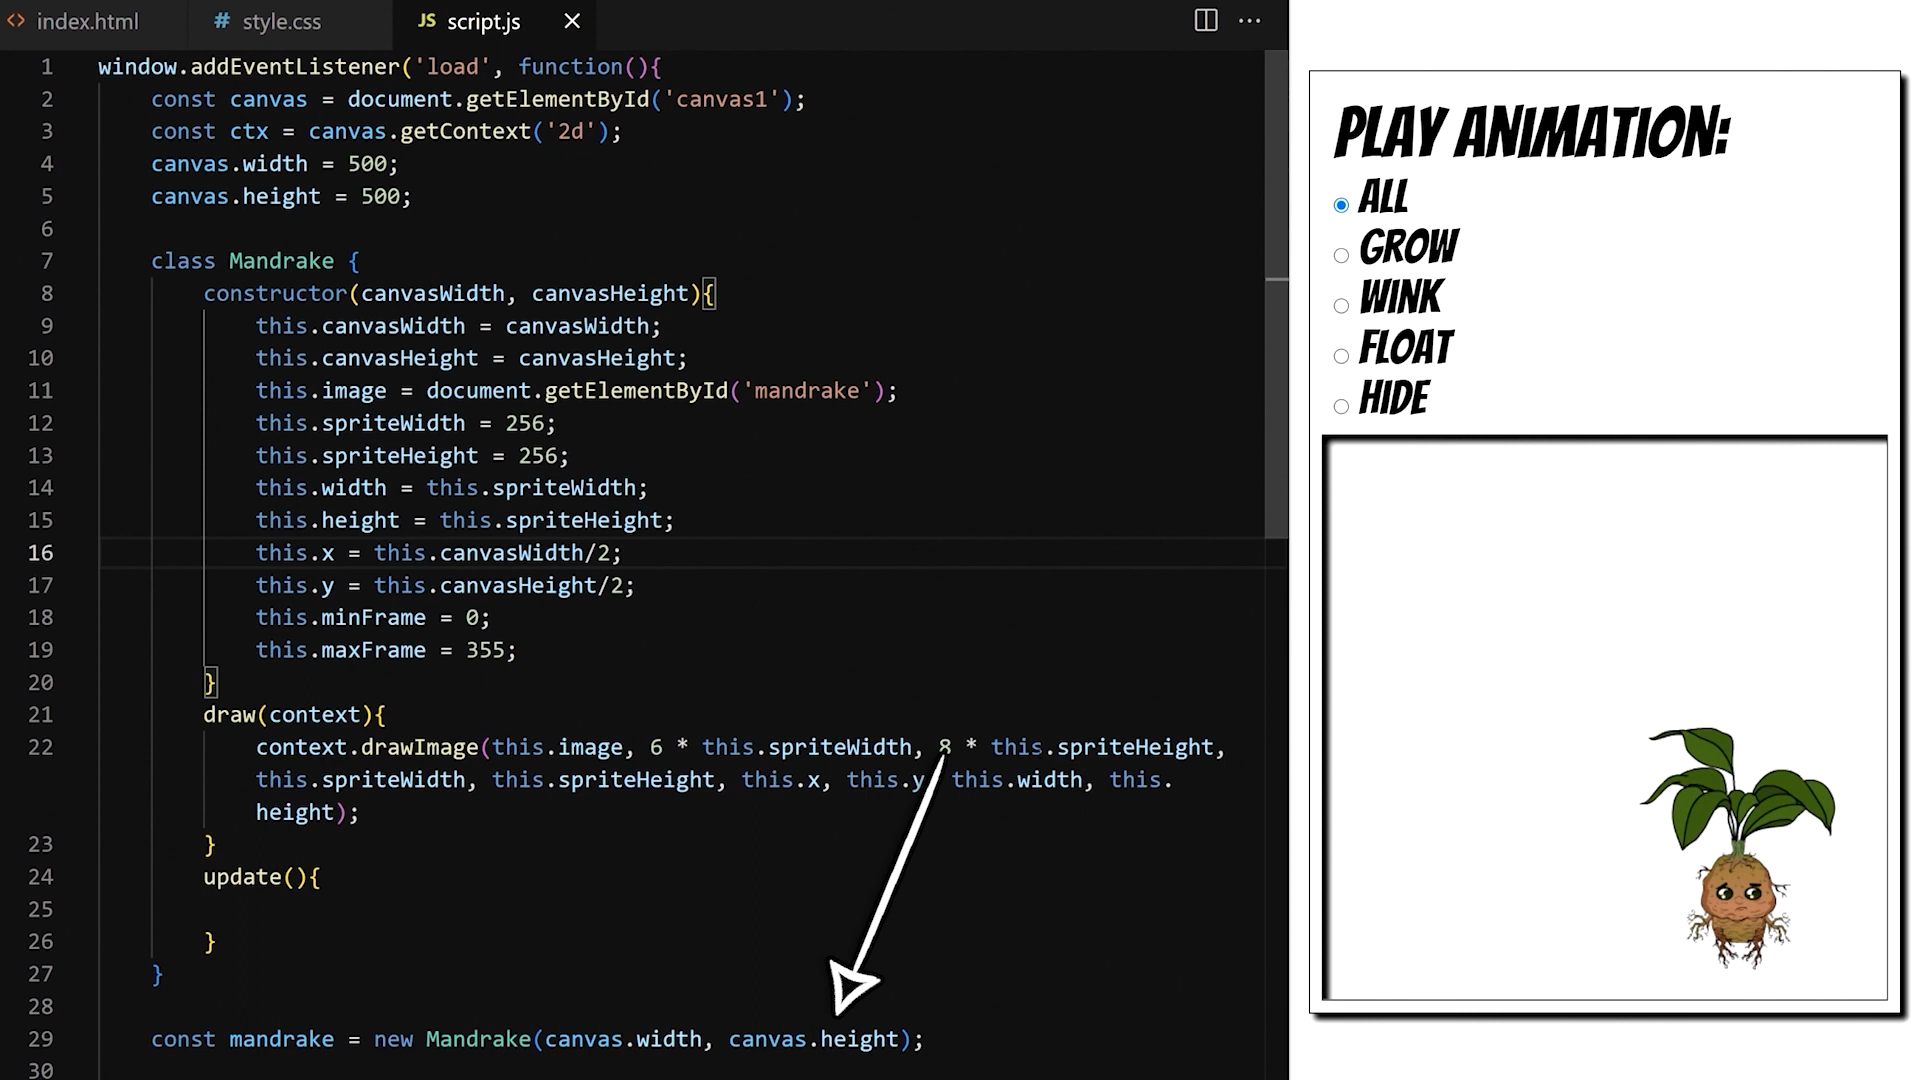 index.html
# style.css
JS script.js
1 window.addEventListener('load', function(){
2 const canvas = document.getElementById('canvas1');
3 const ctx = canvas.getContext('2d');
4 canvas.width = 500;
5 canvas.height = 500;
6
7 class Mandrake {
8 constructor(canvasWidth, canvasHeight){
9 this.canvasWidth = canvasWidth;
10 this.canvasHeight = canvasHeight;
11 this.image = document.getElementById('mandrake');
12 this.spriteWidth = 256;
13 this.spriteHeight = 256;
14 this.width = this.spriteWidth;
15 this.height = this.spriteHeight;
16 this.x = this.canvasWidth/2;
17 this.y = this.canvasHeight/2;
18 this.minFrame = 0;
19 this.maxFrame = 355;
20 }
21 draw(context){
22 context.drawImage(this.image, 6 * this.spriteWidth, 8 * this.spriteHeight,
this.spriteWidth, this.spriteHeight, this.x, this.y, this.width, this.
height);
23 }
24 update(){
25
26 }
27 }
28
29 const mandrake = new Mandrake(canvas.width, canvas.height);
30
PLAY ANIMATION:
ALL
GROW
WINK
FLOAT
HIDE